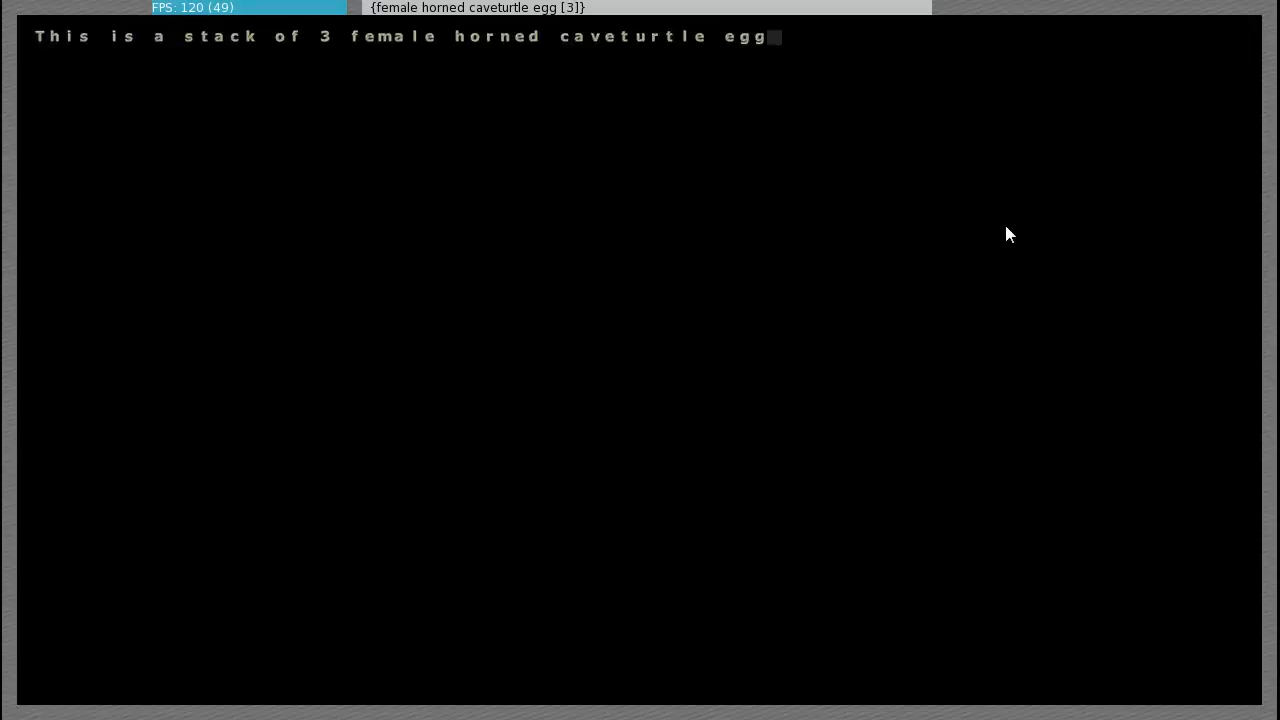 FPS: 120 (49)
{female horned caveturtle egg [3]}
This is a stack of 3 female horned caveturtle egg